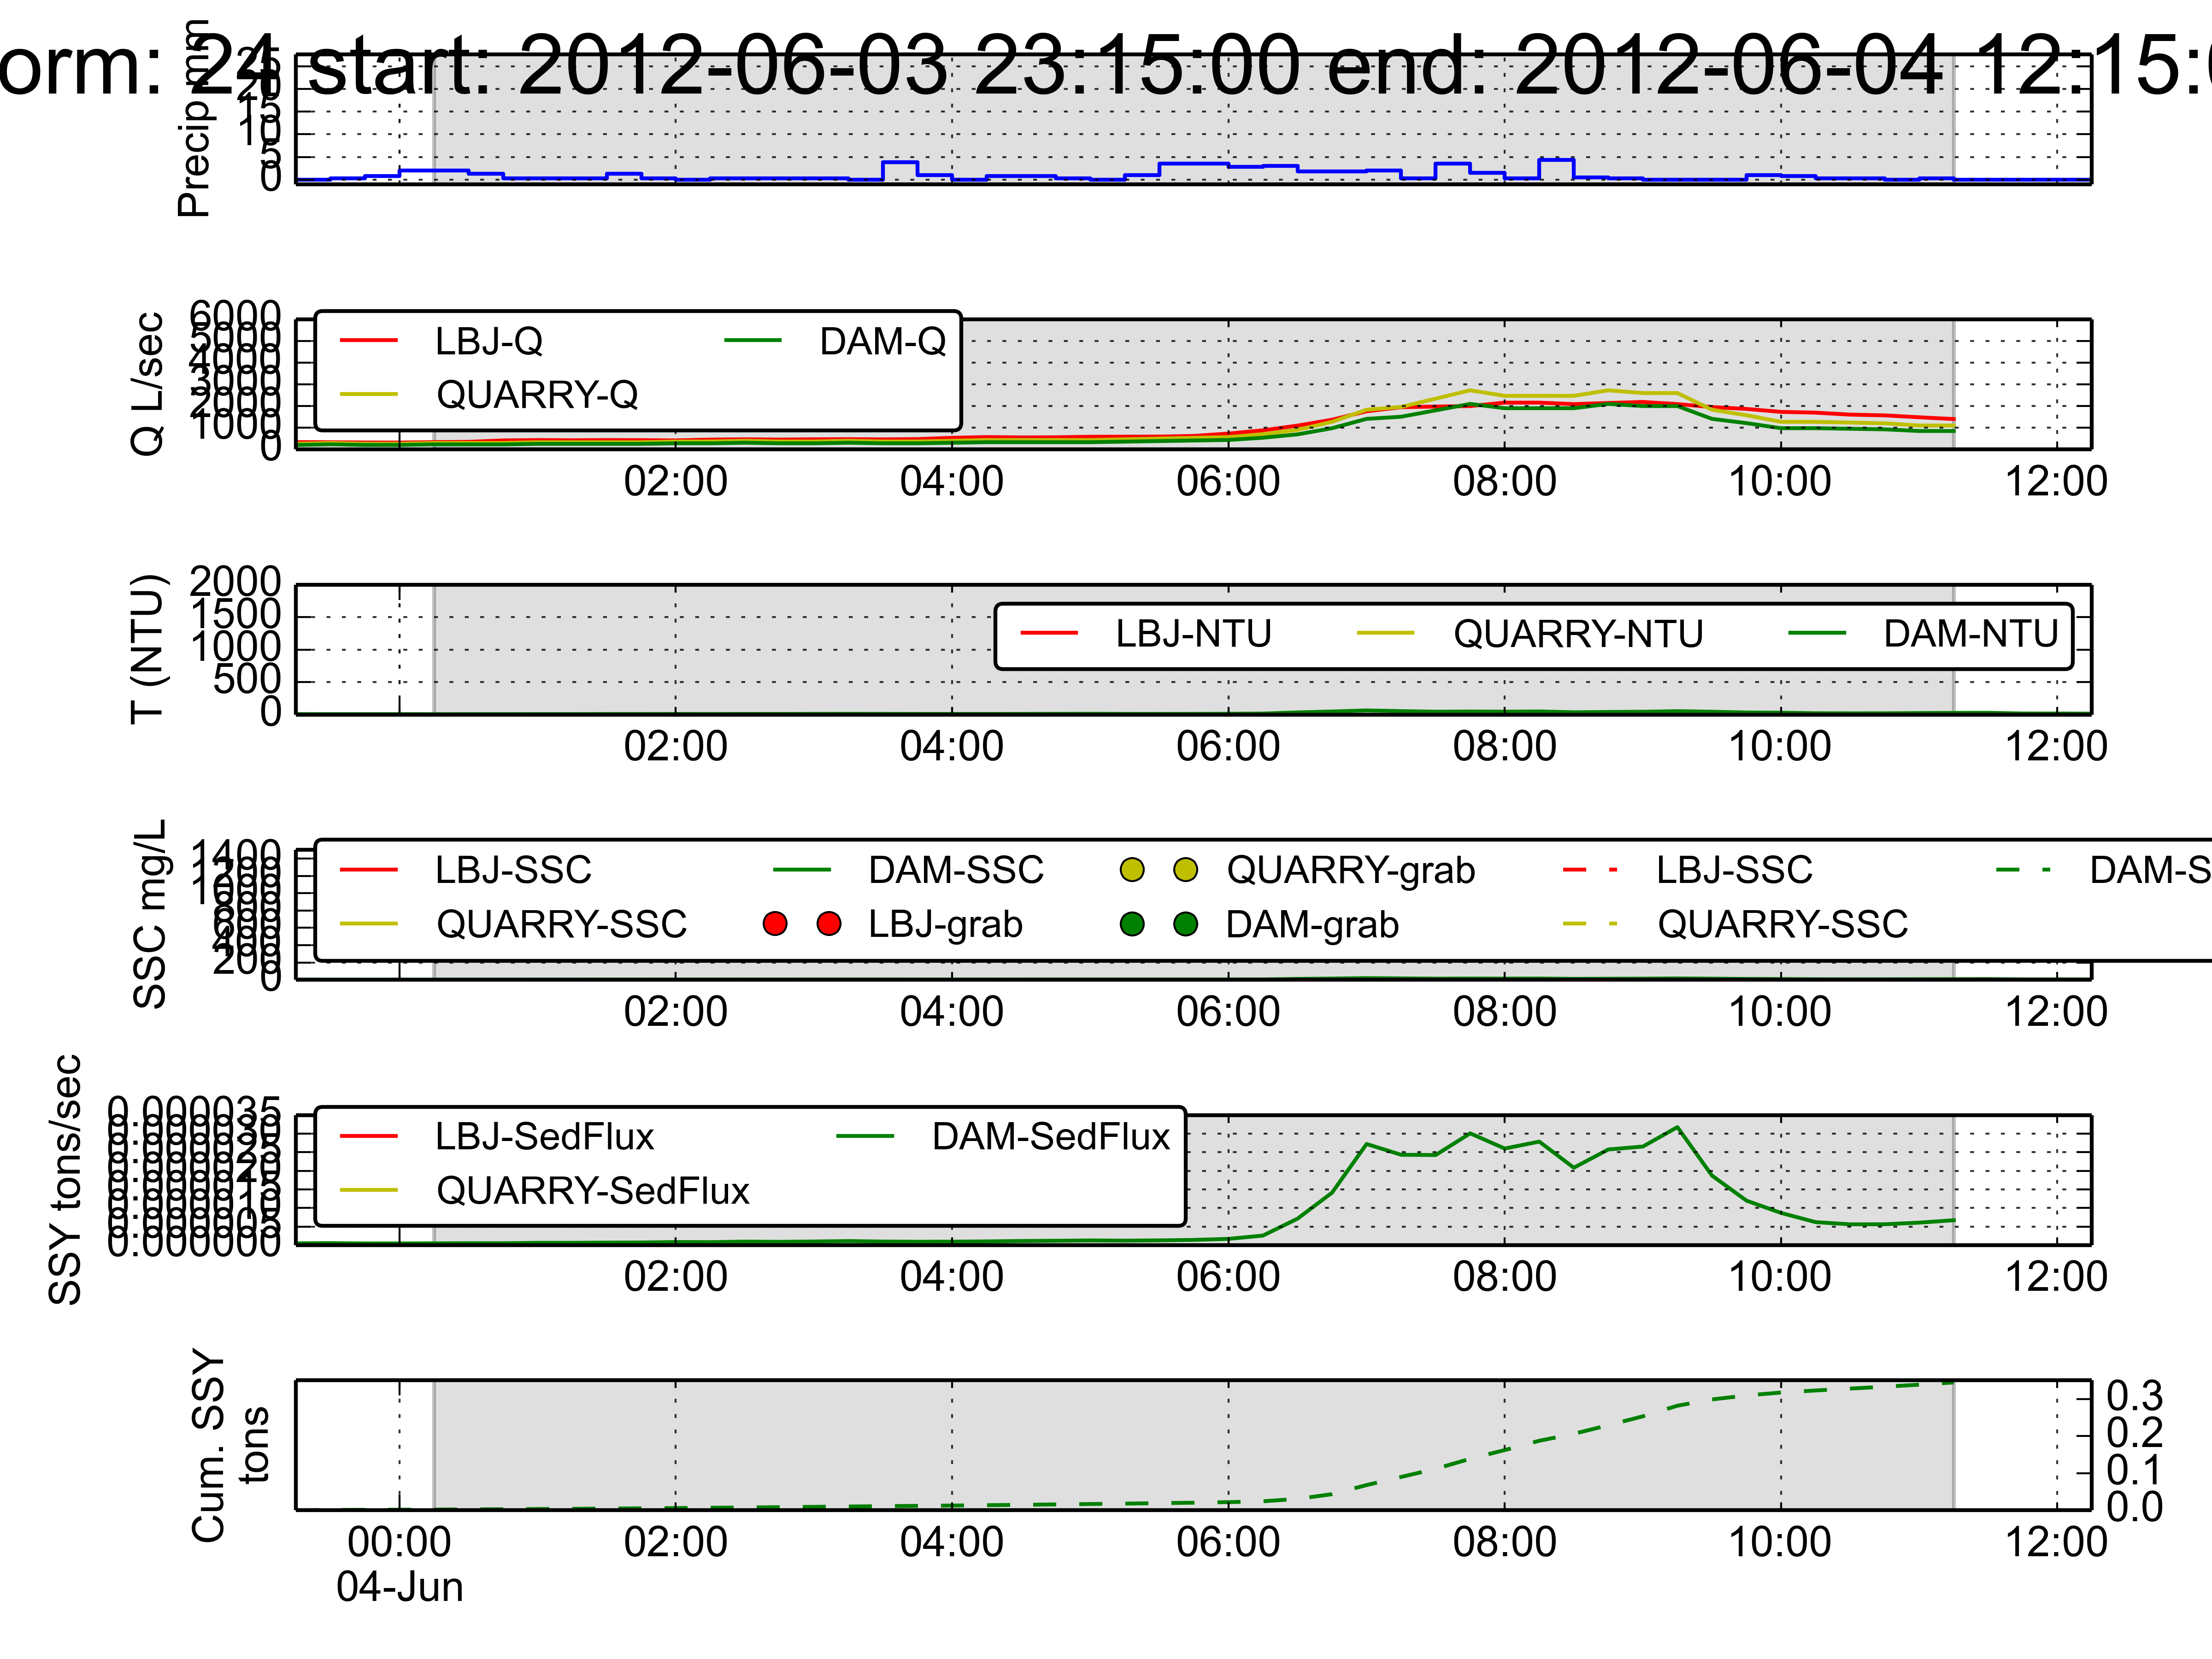 orm: 24 start: 2012-06-03 23:15:00 end: 2012-06-04 12:15:0
Precip mm
25
20
15
10
5
0
Q L/sec
6000
5000
4000
3000
2000
1000
0
LBJ-Q
DAM-Q
QUARRY-Q
02:00 04:00 06:00 08:00 10:00 12:00
T (NTU)
2000
1500
1000
500
0
LBJ-NTU QUARRY-NTU DAM-NTU
02:00 04:00 06:00 08:00 10:00 12:00
SSC mg/L
1400
1200
1000
800
600
400
200
0
LBJ-SSC DAM-SSC QUARRY-grab LBJ-SSC DAM-S
QUARRY-SSC LBJ-grab DAM-grab QUARRY-SSC
02:00 04:00 06:00 08:00 10:00 12:00
SSY tons/sec
0.000035
0.000030
0.000025
0.000020
0.000015
0.000010
0.000005
0.000000
LBJ-SedFlux DAM-SedFlux
QUARRY-SedFlux
02:00 04:00 06:00 08:00 10:00 12:00
Cum. SSY
tons
0.3
0.2
0.1
0.0
00:00 02:00 04:00 06:00 08:00 10:00 12:00
04-Jun